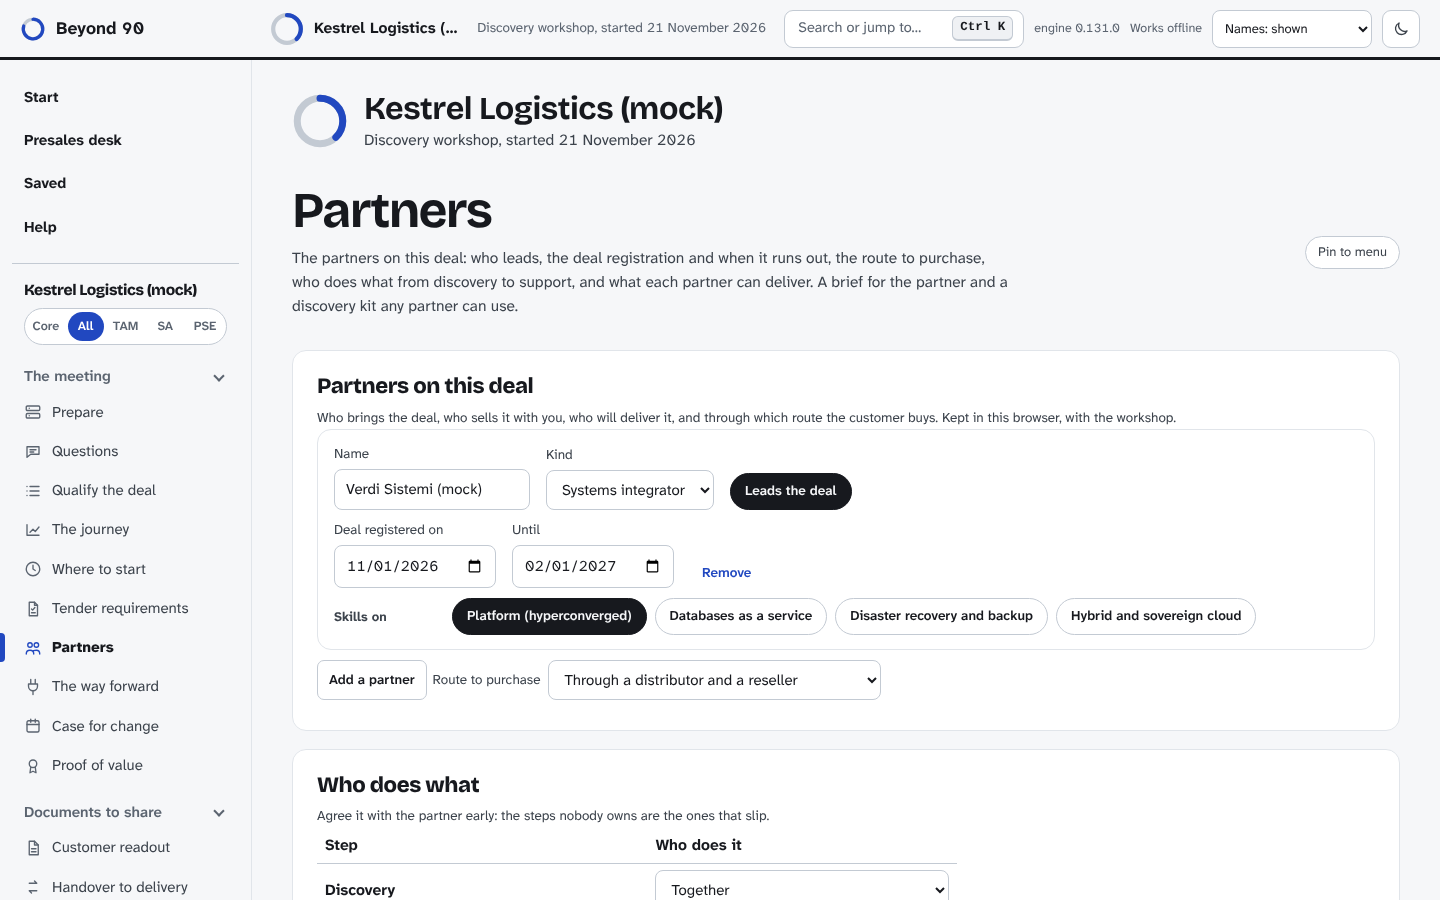 Beyond 90
Kestrel Logistics (...
Discovery workshop, started 21 November 2026
Search or jump to...
Ctrl K
engine 0.131.0
Works offline
Names: shown
Start
Presales desk
Saved
Help
Kestrel Logistics (mock)
Core
All
TAM
SA
PSE
The meeting
Prepare
Questions
Qualify the deal
The journey
Where to start
Tender requirements
Partners
The way forward
Case for change
Proof of value
Documents to share
Customer readout
Handover to delivery
Kestrel Logistics (mock)
Discovery workshop, started 21 November 2026
Partners
The partners on this deal: who leads, the deal registration and when it runs out, the route to purchase,
who does what from discovery to support, and what each partner can deliver. A brief for the partner and a
discovery kit any partner can use.
Pin to menu
Partners on this deal
Who brings the deal, who sells it with you, who will deliver it, and through which route the customer buys. Kept in this browser, with the workshop.
Name
Kind
Verdi Sistemi (mock)
Systems integrator
Leads the deal
Deal registered on
Until
11/01/2026
02/01/2027
Remove
Skills on
Platform (hyperconverged)
Databases as a service
Disaster recovery and backup
Hybrid and sovereign cloud
Add a partner
Route to purchase
Through a distributor and a reseller
Who does what
Agree it with the partner early: the steps nobody owns are the ones that slip.
Step
Who does it
Discovery
Together